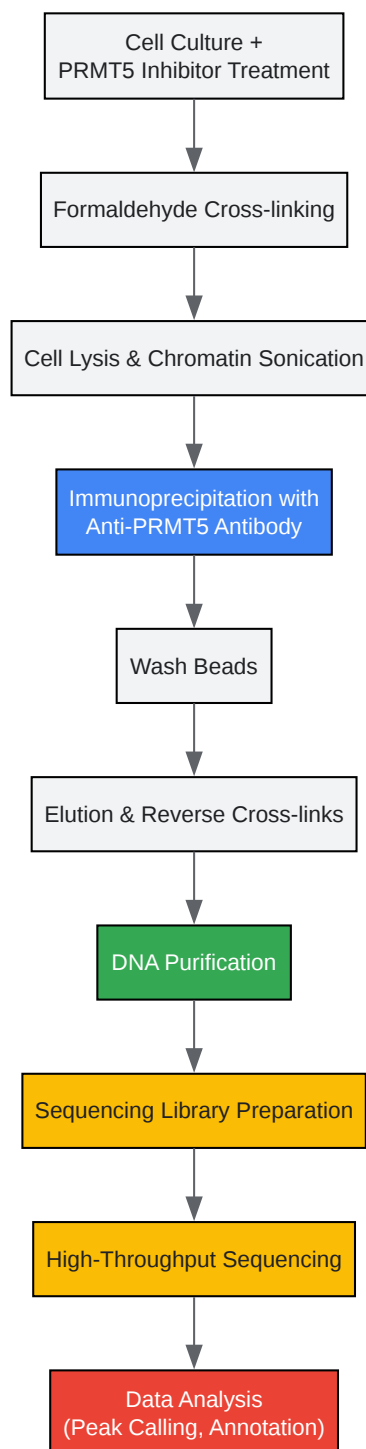 Cell Culture +
PRMT5 Inhibitor Treatment
Formaldehyde Cross-linking
Cell Lysis & Chromatin Sonication
Immunoprecipitation with
Anti-PRMT5 Antibody
Wash Beads
Elution & Reverse Cross-links
DNA Purification
Sequencing Library Preparation
High-Throughput Sequencing
Data Analysis
(Peak Calling, Annotation)